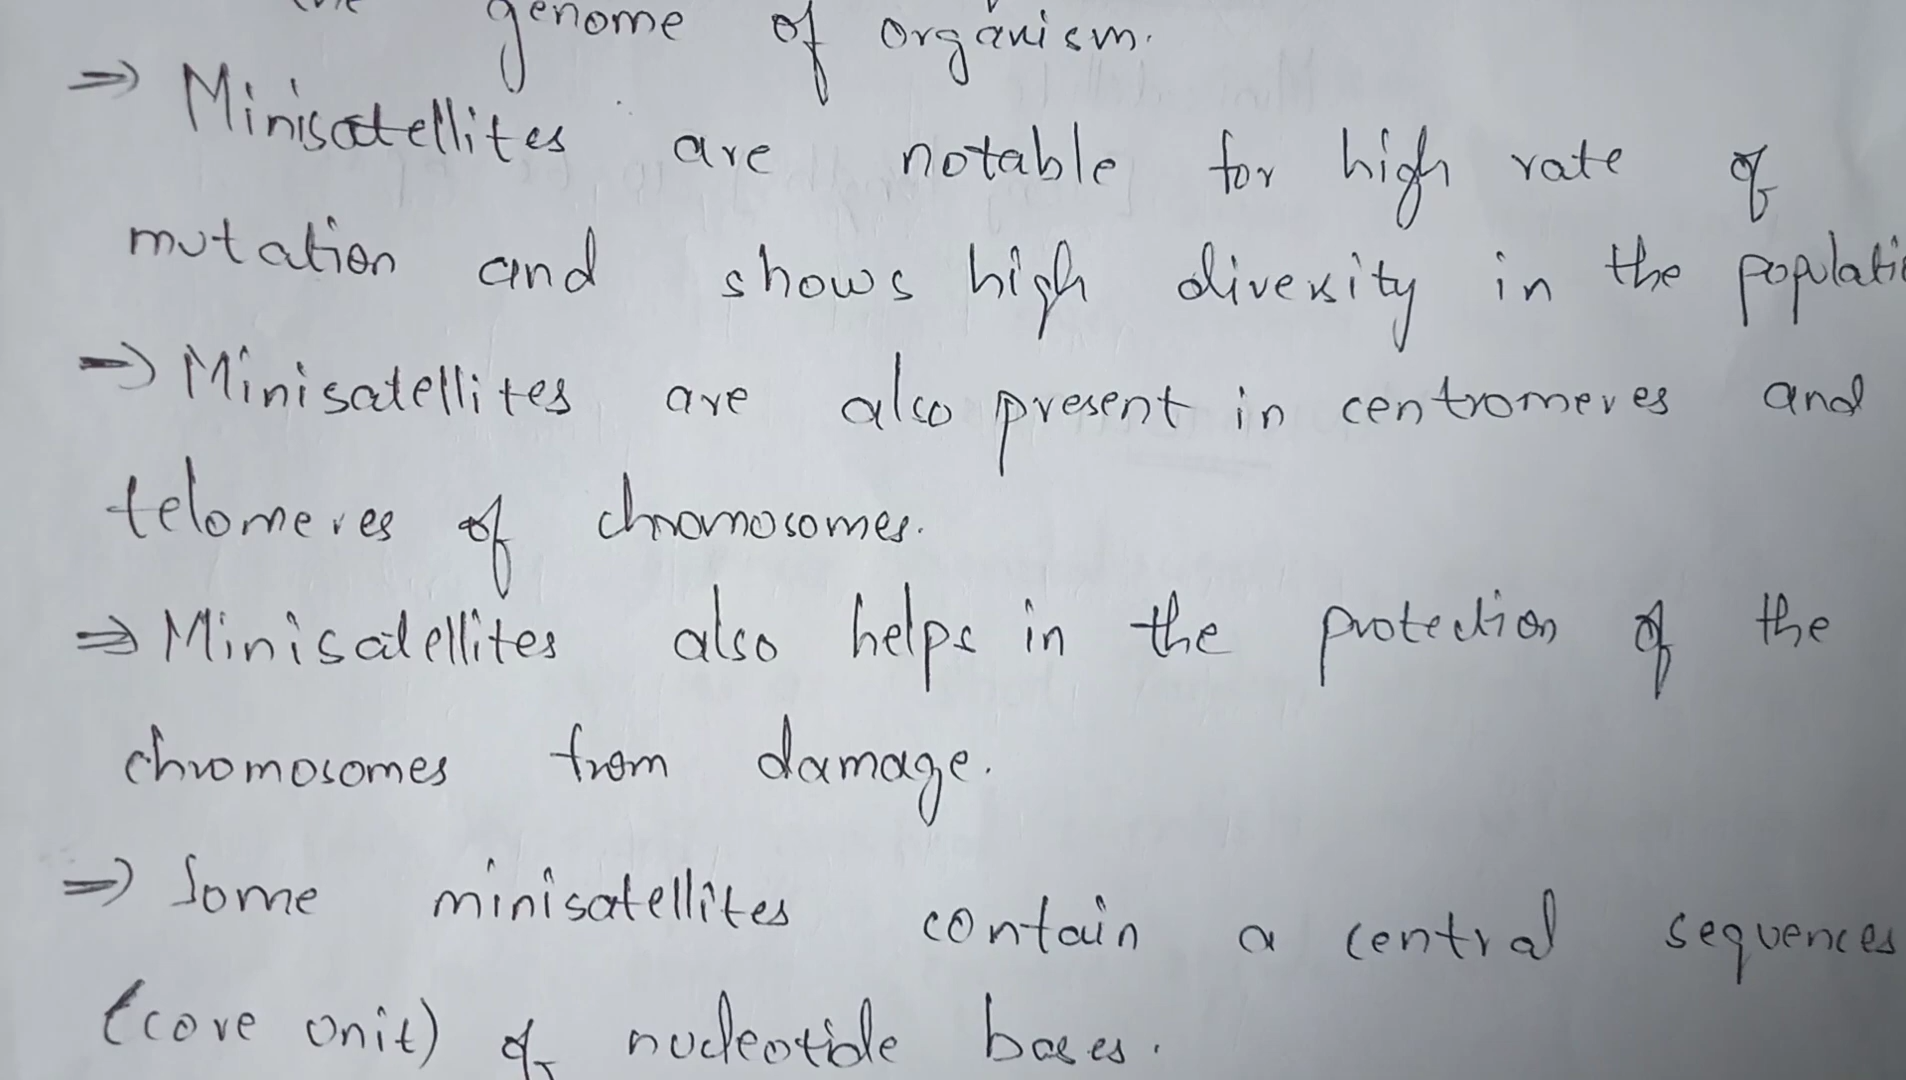 genome of organism.
⇒ Minisatellites are notable for high rate of
mutation and shows high diversity in the populati
⇒ Minisatellites are also present in centromeres and
telomeres of chromosomes.
⇒ Minisatellites also helps in the protection of the
chromosomes from damage.
⇒ Some minisatellites contain a central sequences
(core unit) of nucleotide bases.